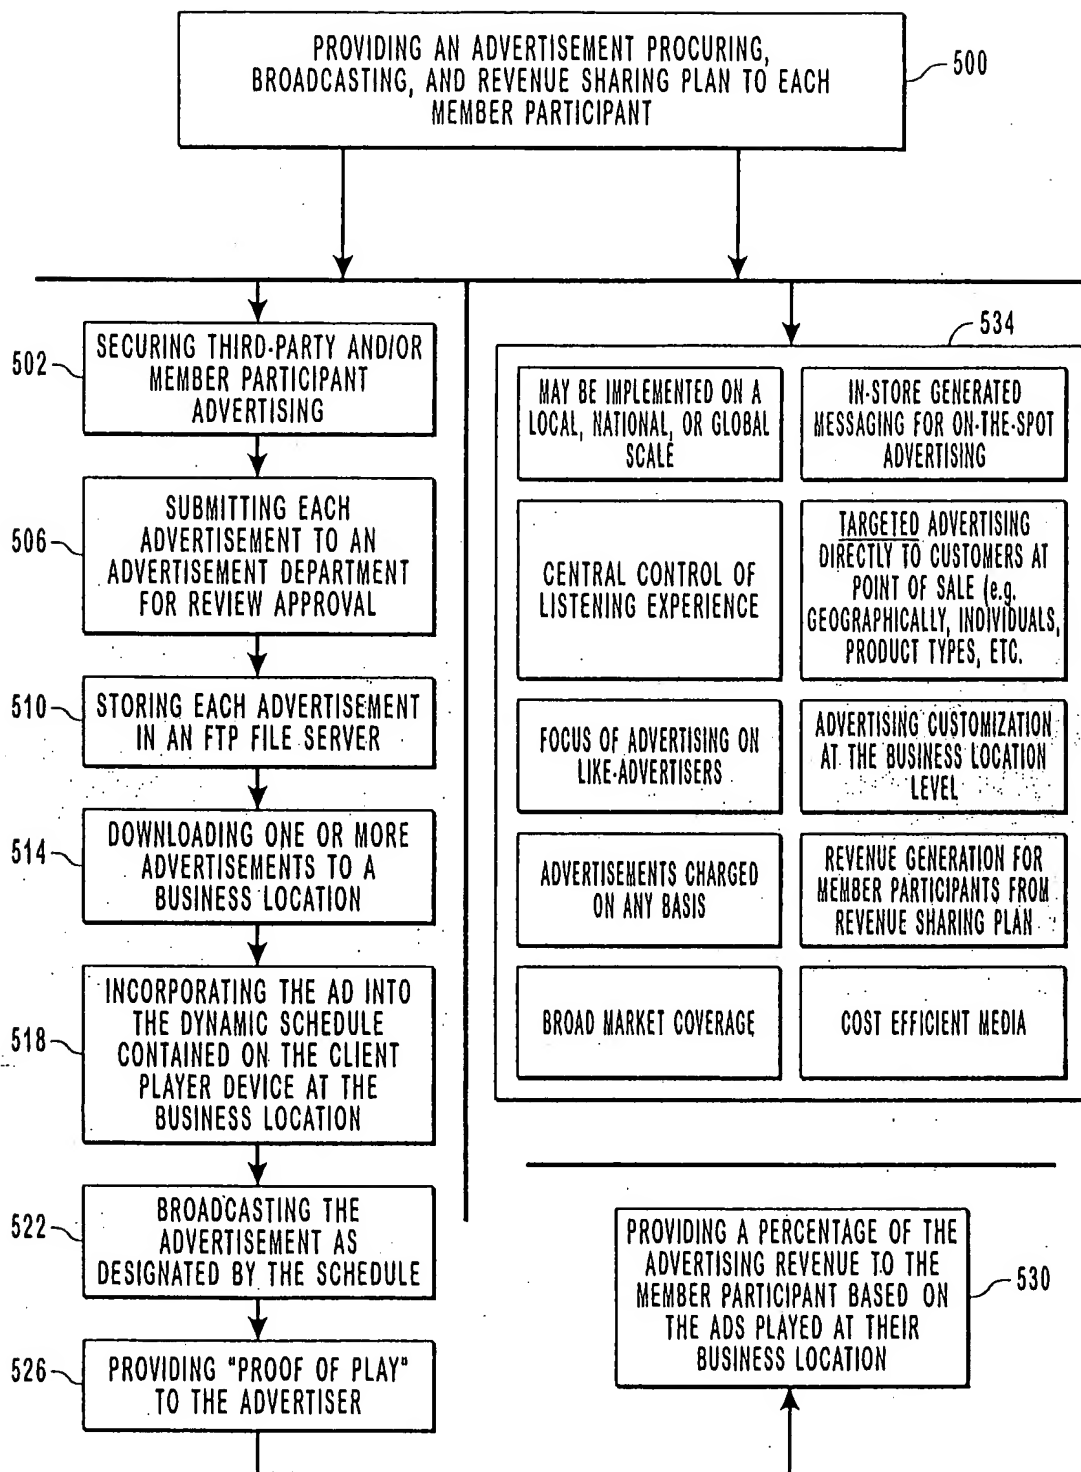 PROVIDING AN ADVERTISEMENT PROCURING,
BROADCASTING, AND REVENUE SHARING PLAN TO EACH
MEMBER PARTICIPANT
500
502
SECURING THIRD-PARTY AND/OR
MEMBER PARTICIPANT
ADVERTISING
506
SUBMITTING EACH
ADVERTISEMENT TO AN
ADVERTISEMENT DEPARTMENT
FOR REVIEW APPROVAL
510
STORING EACH ADVERTISEMENT
IN AN FTP FILE SERVER
514
DOWNLOADING ONE OR MORE
ADVERTISEMENTS TO A
BUSINESS LOCATION
518
INCORPORATING THE AD INTO
THE DYNAMIC SCHEDULE
CONTAINED ON THE CLIENT
PLAYER DEVICE AT THE
BUSINESS LOCATION
522
BROADCASTING THE
ADVERTISEMENT AS
DESIGNATED BY THE SCHEDULE
526
PROVIDING "PROOF OF PLAY"
TO THE ADVERTISER
534
MAY BE IMPLEMENTED ON A
LOCAL, NATIONAL, OR GLOBAL
SCALE
IN-STORE GENERATED
MESSAGING FOR ON-THE-SPOT
ADVERTISING
CENTRAL CONTROL OF
LISTENING EXPERIENCE
TARGETED ADVERTISING
DIRECTLY TO CUSTOMERS AT
POINT OF SALE (e.g.
GEOGRAPHICALLY, INDIVIDUALS,
PRODUCT TYPES, ETC.
FOCUS OF ADVERTISING ON
LIKE-ADVERTISERS
ADVERTISING CUSTOMIZATION
AT THE BUSINESS LOCATION
LEVEL
ADVERTISEMENTS CHARGED
ON ANY BASIS
REVENUE GENERATION FOR
MEMBER PARTICIPANTS FROM
REVENUE SHARING PLAN
BROAD MARKET COVERAGE
COST EFFICIENT MEDIA
PROVIDING A PERCENTAGE OF THE
ADVERTISING REVENUE TO THE
MEMBER PARTICIPANT BASED ON
THE ADS PLAYED AT THEIR
BUSINESS LOCATION
530